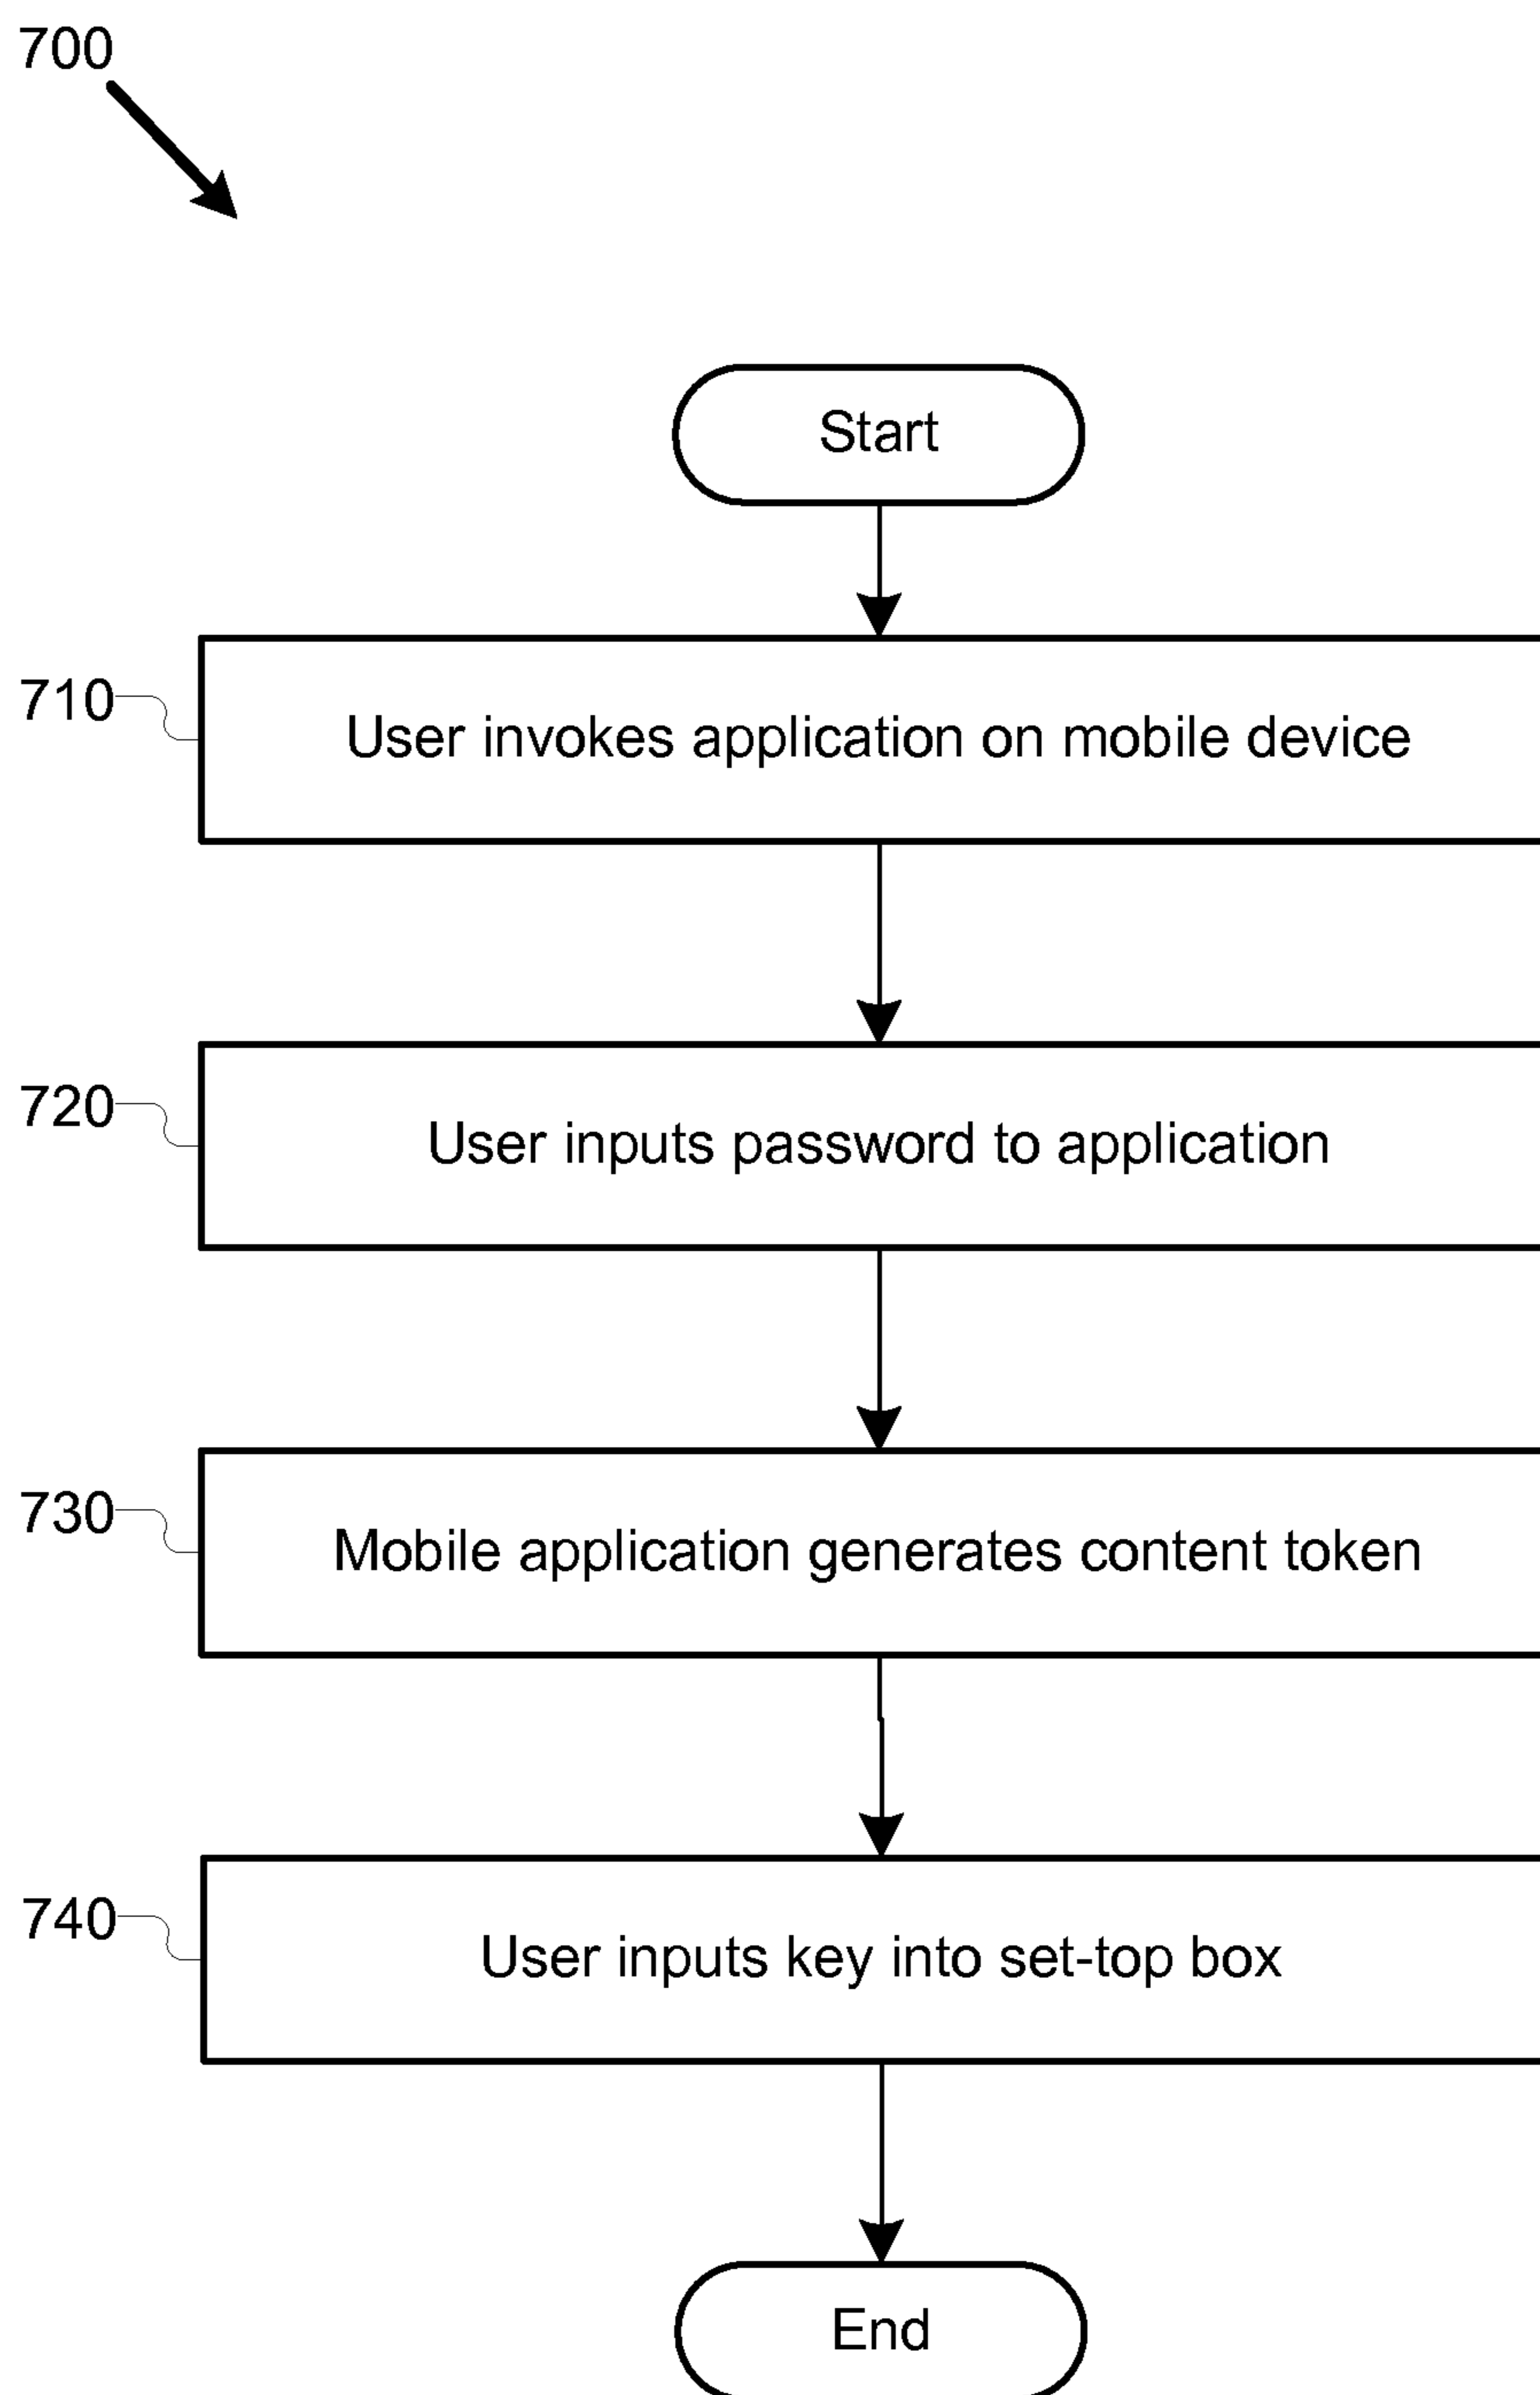 700
Start
710
User invokes application on mobile device
720
User inputs password to application
730
Mobile application generates content token
740
User inputs key into set-top box
End